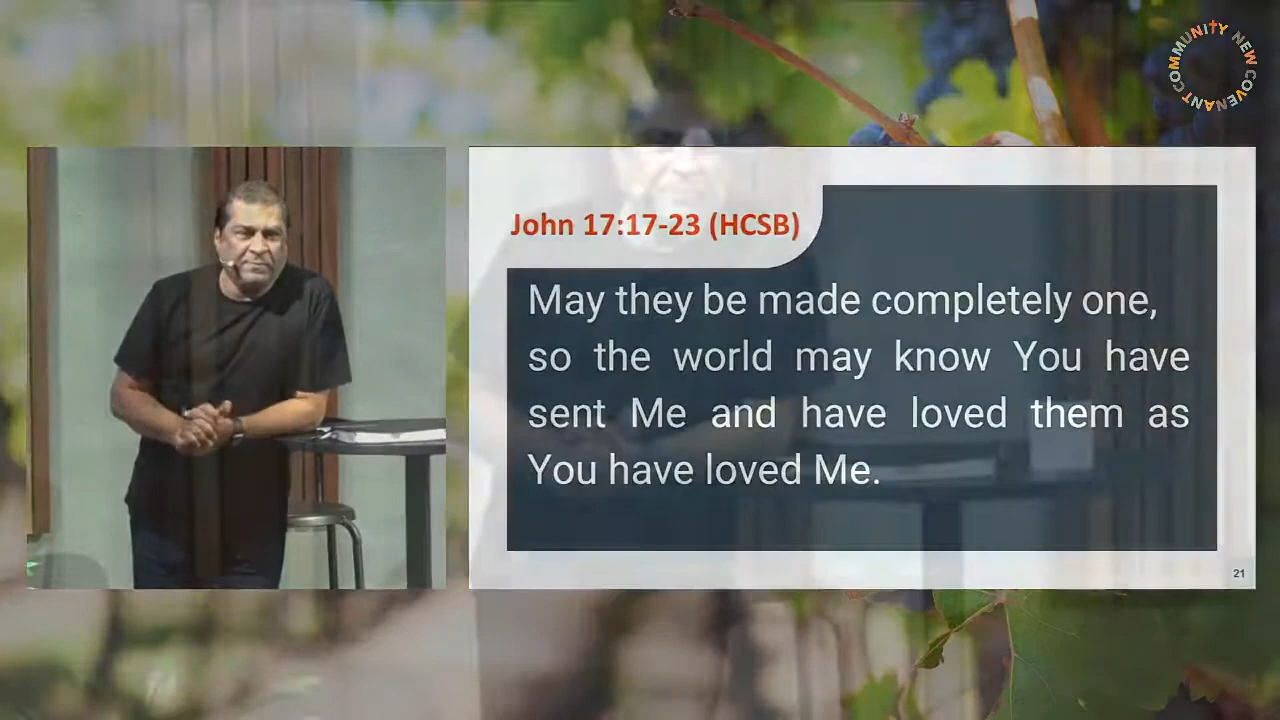 COMMUNITY NEW COVENANT
John 17:17-23 (HCSB)
May they be made completely one,
so the world may know You have
sent Me and have loved them as
You have loved Me.
21